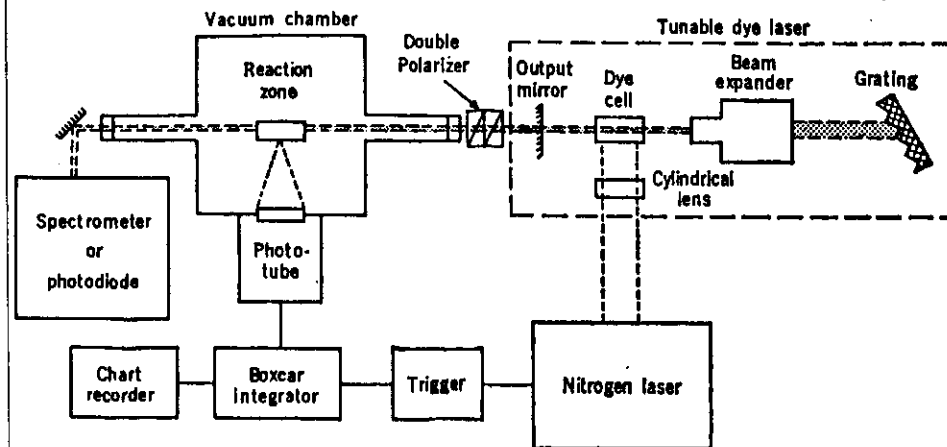 Vacuum chamber
Tunable dye laser
Double
Polarizer
Output
mirror
Dye
cell
Beam
expander
Grating
Reaction
zone
Cylindrical
lens
Spectrometer
or
photodiode
Photo-
tube
Chart
recorder
Boxcar
integrator
Trigger
Nitrogen laser